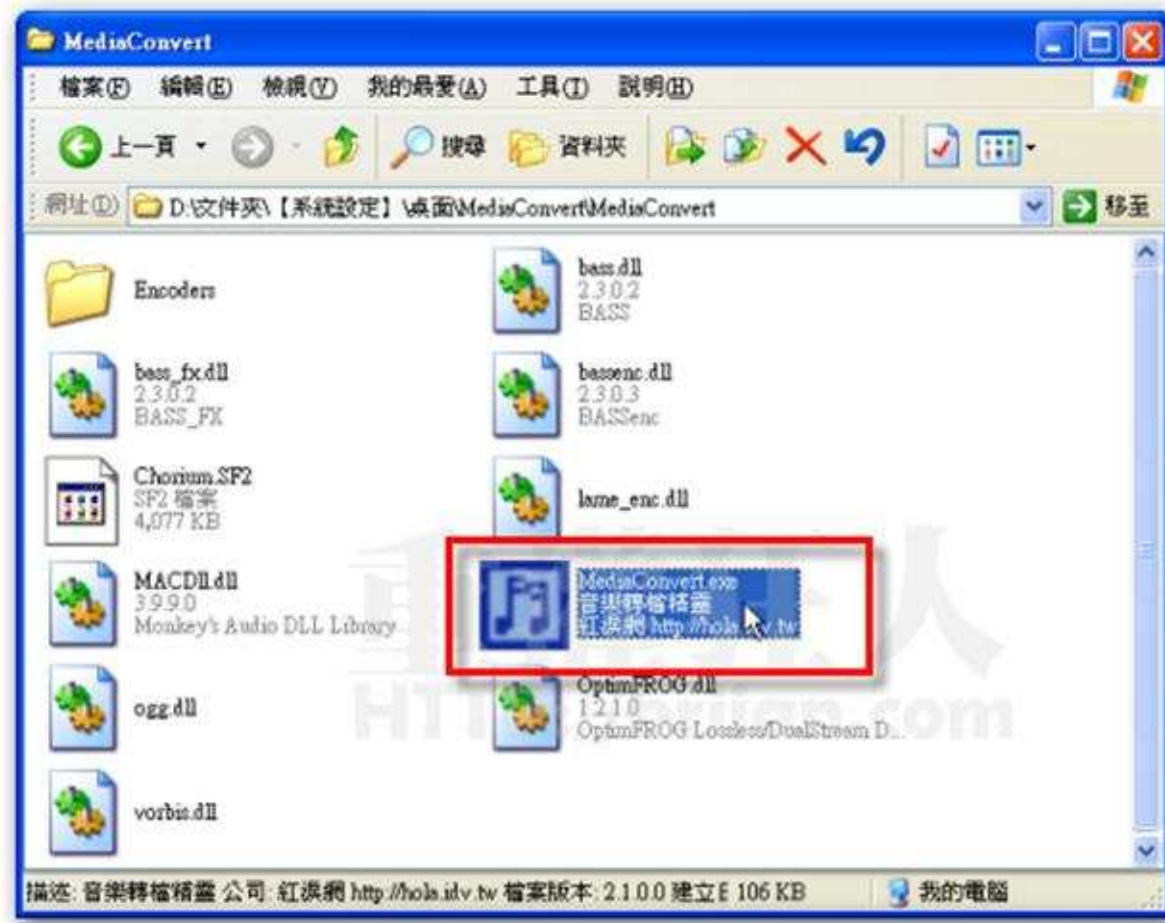 MediaConvert
檔案(F) 編輯(E) 檢視(V) 我的最愛(A) 工具(I) 說明(H)
上一頁 搜尋 資料夾
網址(D) D:\文件夾\【系統設定】\桌面\MediaConvert\MediaConvert 移至
Encoders
bass.dll
2.3.0.2
BASS
bass_fx.dll
2.3.0.2
BASS_FX
bassenc.dll
2.3.0.3
BASSenc
Chorium.SF2
SF2 檔案
4,077 KB
lame_enc.dll
MACDll.dll
3.9.9.0
Monkey's Audio DLL Library
MediaConvert.exe
音樂轉檔精靈
紅淚網 http://hola.idv.tw
ogg.dll
OptimFROG.dll
1.2.1.0
OptimFROG Lossless/DualStream D...
vorbis.dll
描述: 音樂轉檔精靈 公司: 紅淚網 http://hola.idv.tw 檔案版本: 2.1.0.0 建立E 106 KB 我的電腦